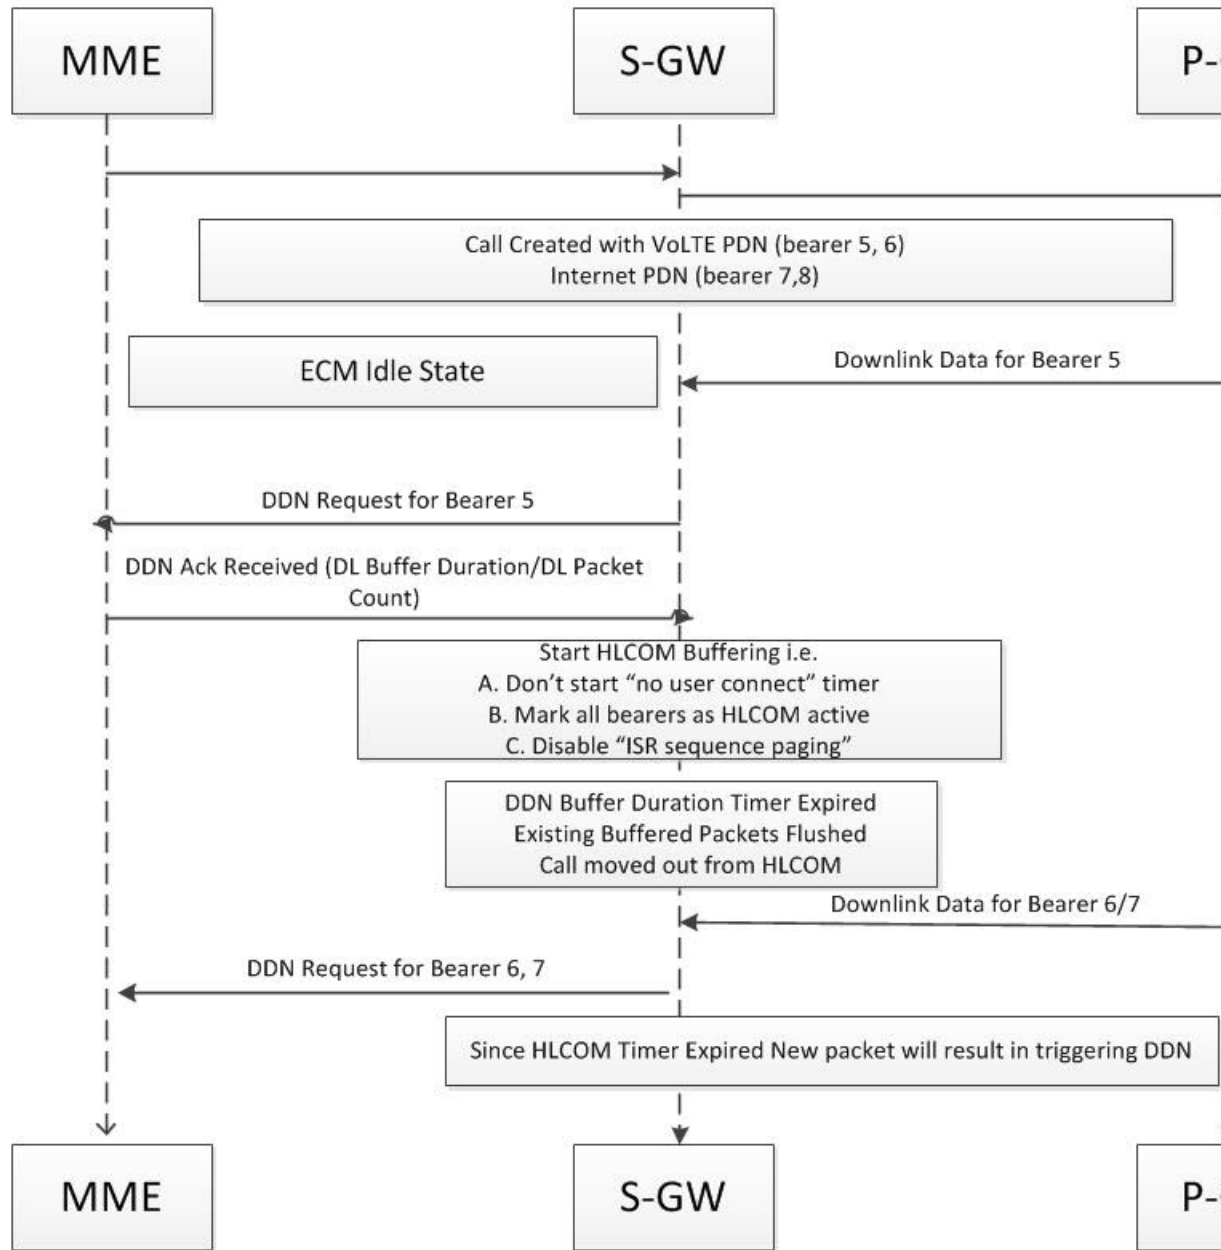 MME
S-GW
P-
Call Created with VoLTE PDN (bearer 5, 6)
Internet PDN (bearer 7,8)
ECM Idle State
Downlink Data for Bearer 5
DDN Request for Bearer 5
DDN Ack Received (DL Buffer Duration/DL Packet
Count)
Start HLCOM Buffering i.e.
A. Don’t start “no user connect” timer
B. Mark all bearers as HLCOM active
C. Disable “ISR sequence paging”
DDN Buffer Duration Timer Expired
Existing Buffered Packets Flushed
Call moved out from HLCOM
Downlink Data for Bearer 6/7
DDN Request for Bearer 6, 7
Since HLCOM Timer Expired New packet will result in triggering DDN
MME
S-GW
P-